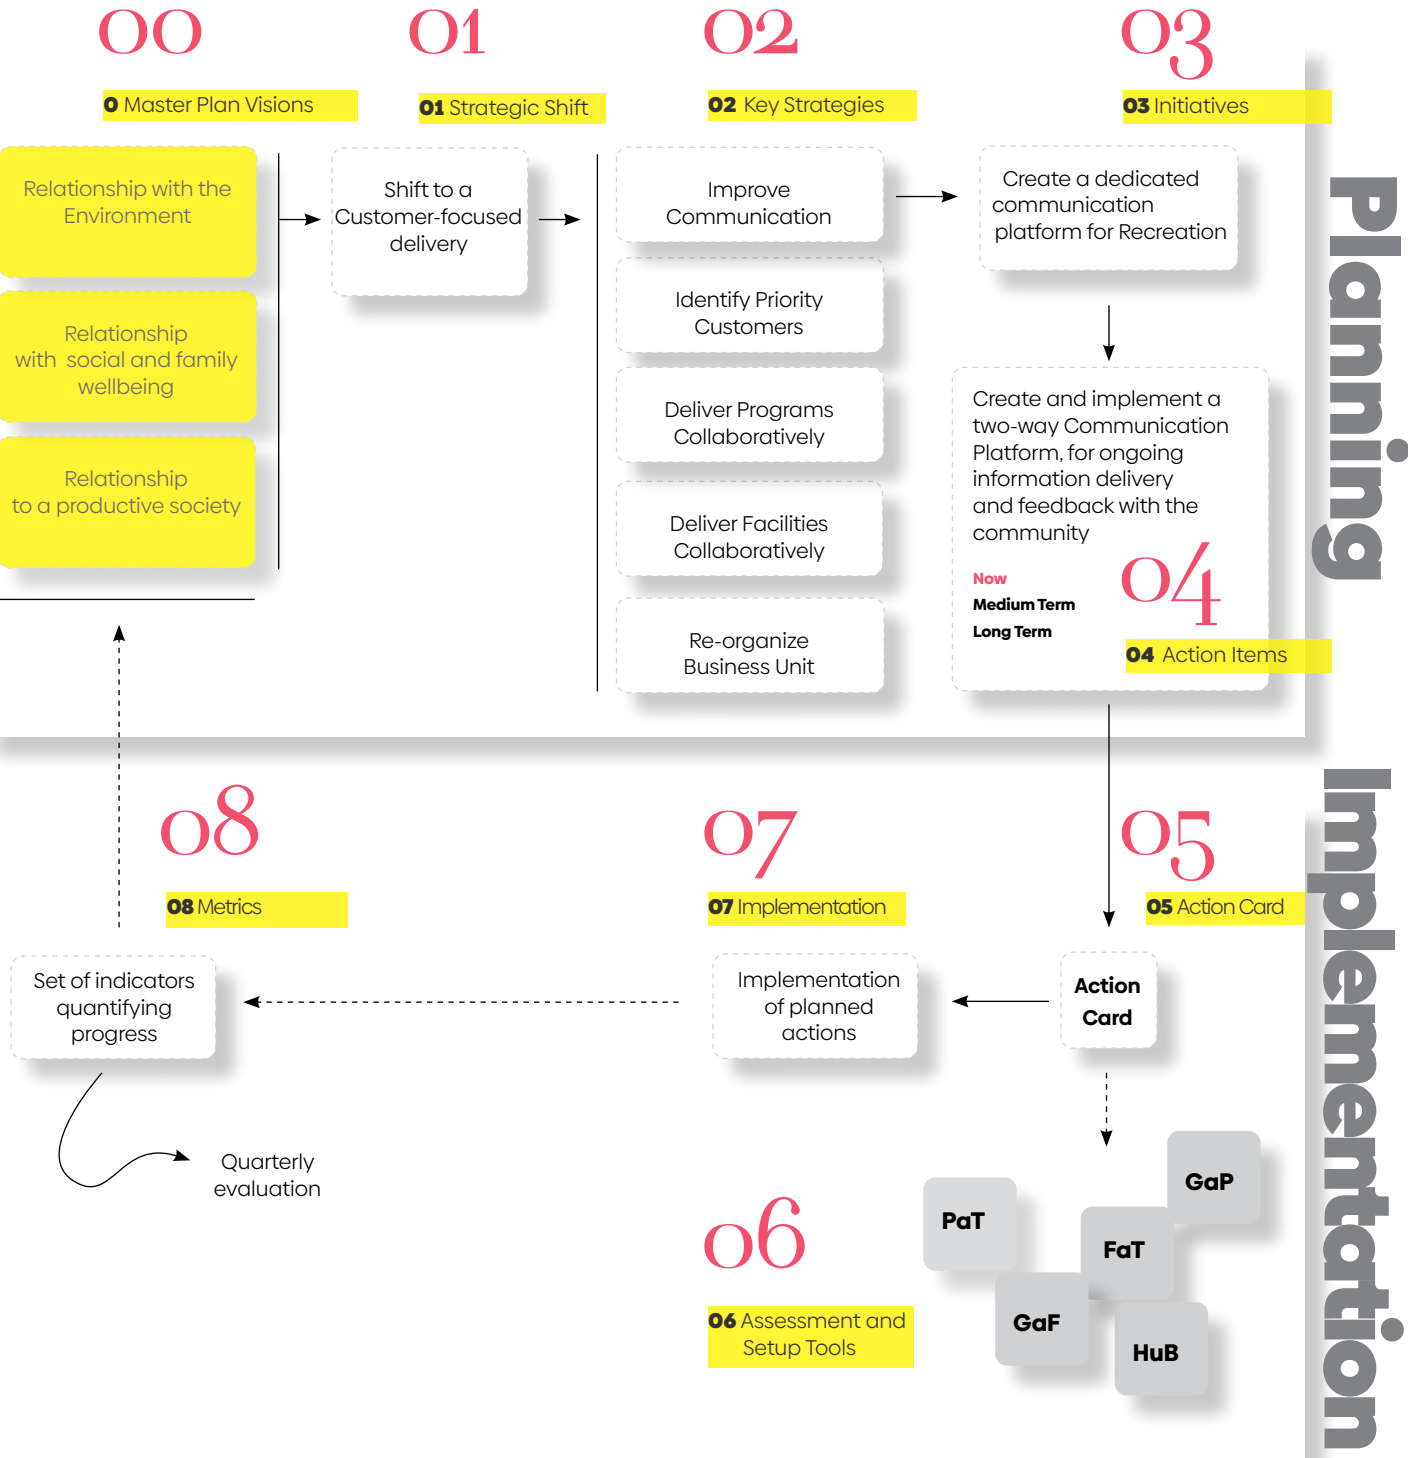 00
0 Master Plan Visions
Relationship with the
Environment
Relationship
with social and family
wellbeing
Relationship
to a productive society
01
01 Strategic Shift
Shift to a
Customer-focused
delivery
02
02 Key Strategies
Improve
Communication
Identify Priority
Customers
Deliver Programs
Collaboratively
Deliver Facilities
Collaboratively
Re-organize
Business Unit
03
03 Initiatives
Create a dedicated
communication
platform for Recreation
Create and implement a
two-way Communication
Platform, for ongoing
information delivery
and feedback with the
community
Now
Medium Term
Long Term
04
04 Action Items
Planning
05
05 Action Card
Action
Card
06
06 Assessment and
Setup Tools
PaT
GaP
FaT
GaF
HuB
07
07 Implementation
Implementation
of planned
actions
08
08 Metrics
Set of indicators
quantifying
progress
Quarterly
evaluation
Implementation